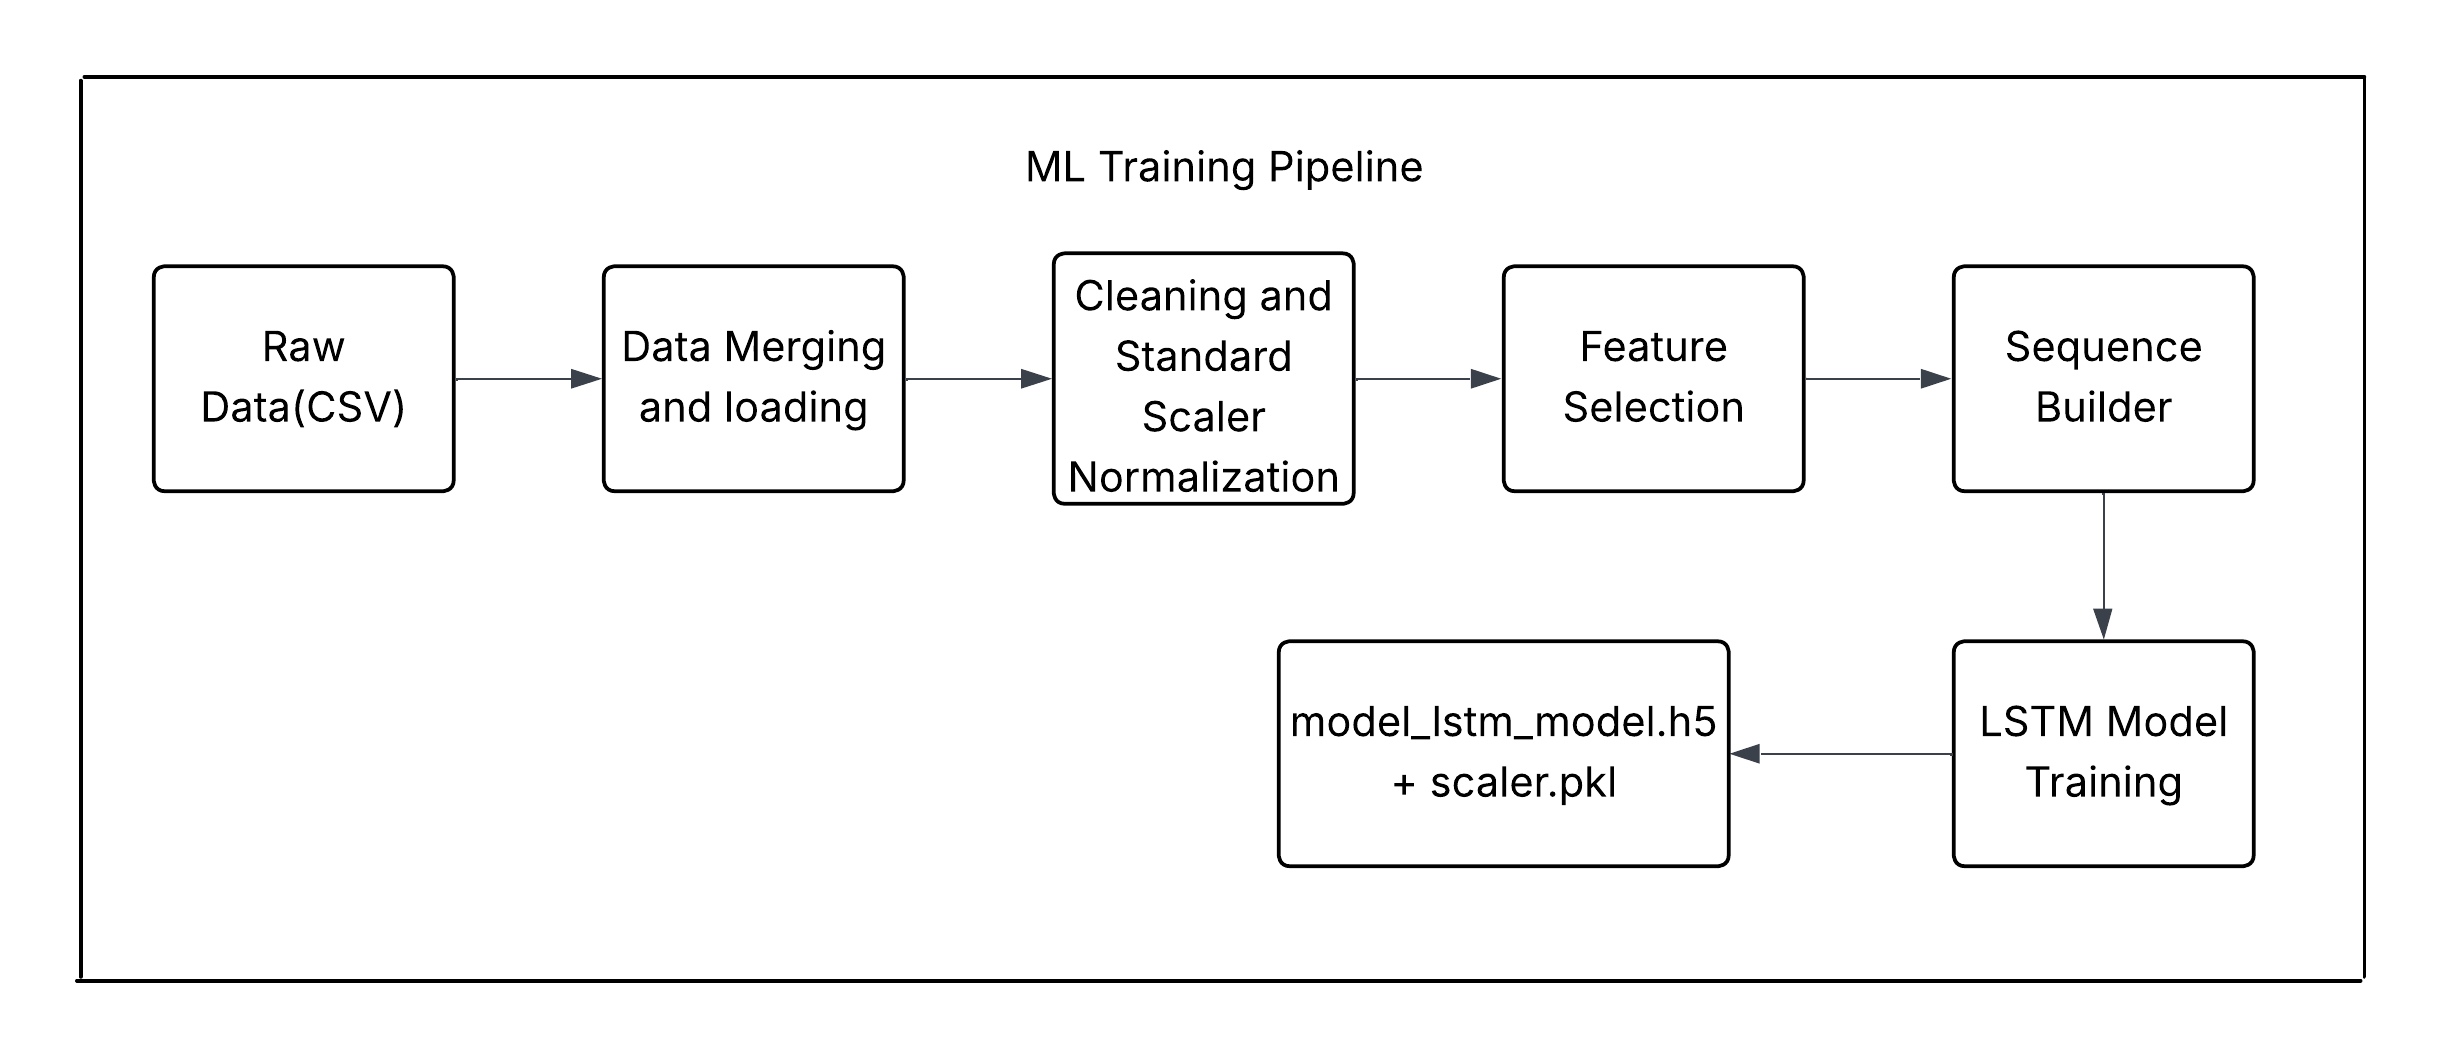 ML Training Pipeline
Raw
Data(CSV)
Data Merging
and loading
Cleaning and
Standard
Scaler
Normalization
Feature
Selection
Sequence
Builder
LSTM Model
Training
model_lstm_model.h5
+ scaler.pkl